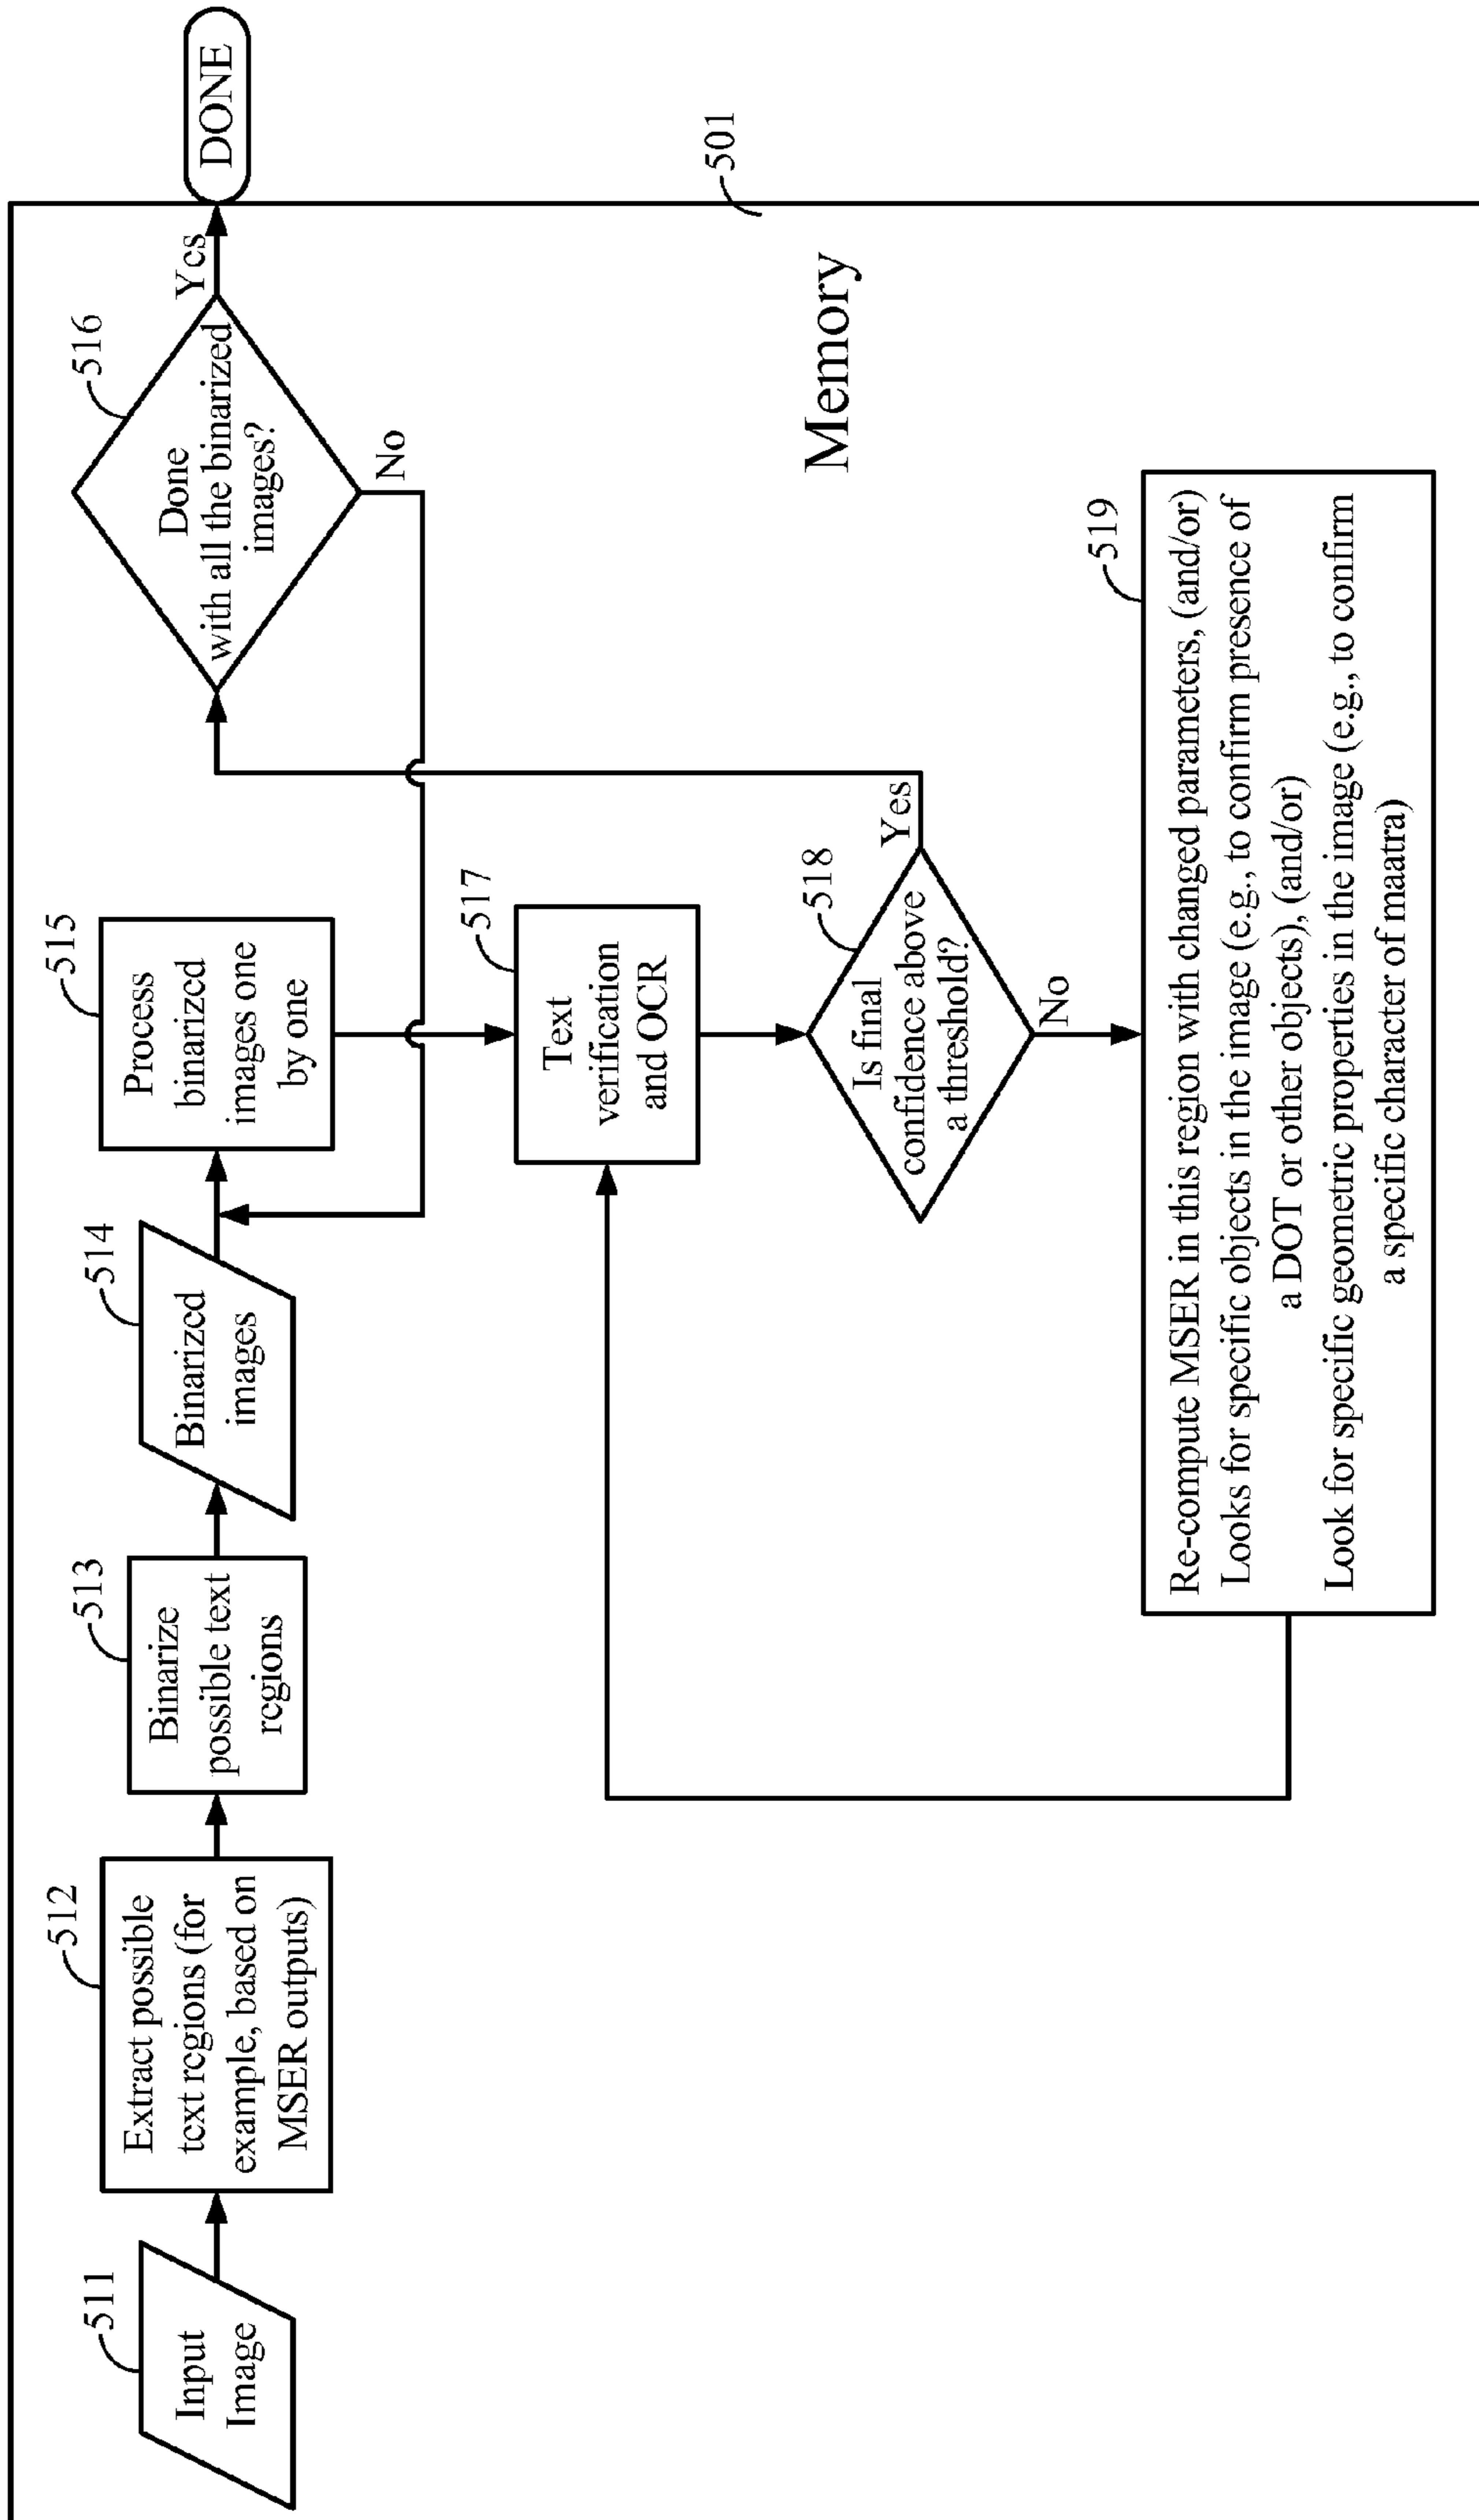 511
Input
Image
512
Extract possible
text regions (for
example, based on
MSER outputs)
513
Binarize
possible text
regions
514
Binarized
images
515
Process
binarized
images one
by one
516
Done
with all the binarized
images?
Yes
DONE
No
517
Text
verification
and OCR
518
Is final
confidence above
a threshold?
Yes
No
519
Re-compute MSER in this region with changed parameters, (and/or)
Looks for specific objects in the image (e.g., to confirm presence of
a DOT or other objects), (and/or)
Look for specific geometric properties in the image (e.g., to confirm
a specific character of maatra)
Memory
501